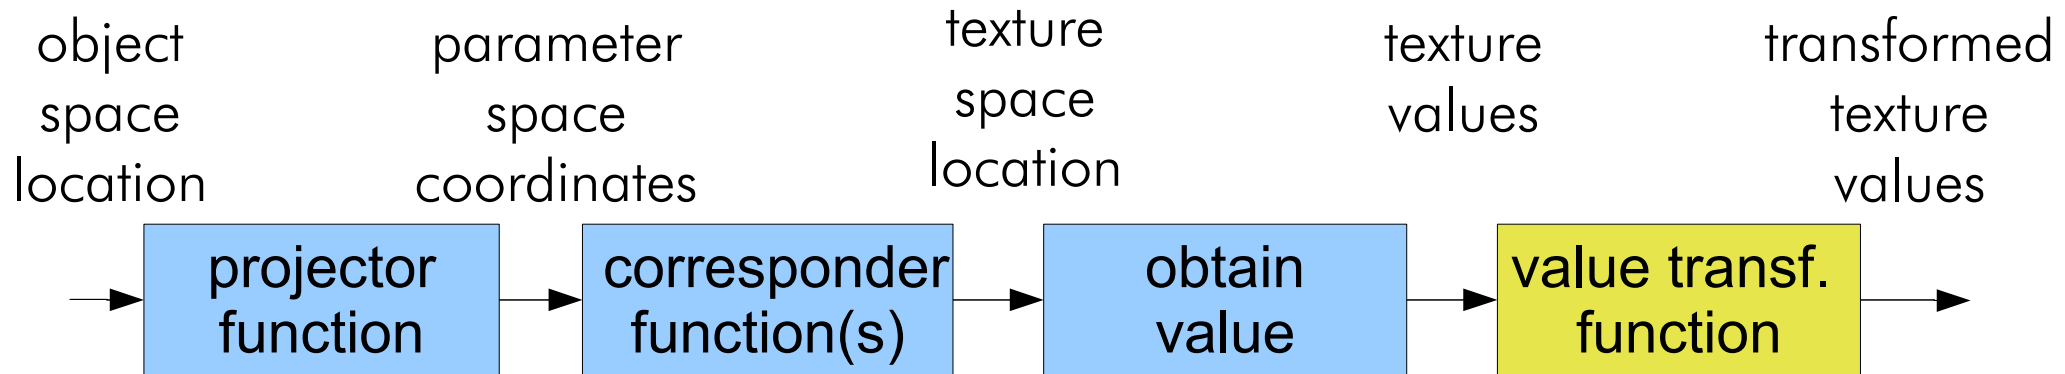 object
space
location
parameter
space
coordinates
texture
space
location
texture
values
transformed
texture
values
projector
function
corresponder
function(s)
obtain
value
value transf.
function